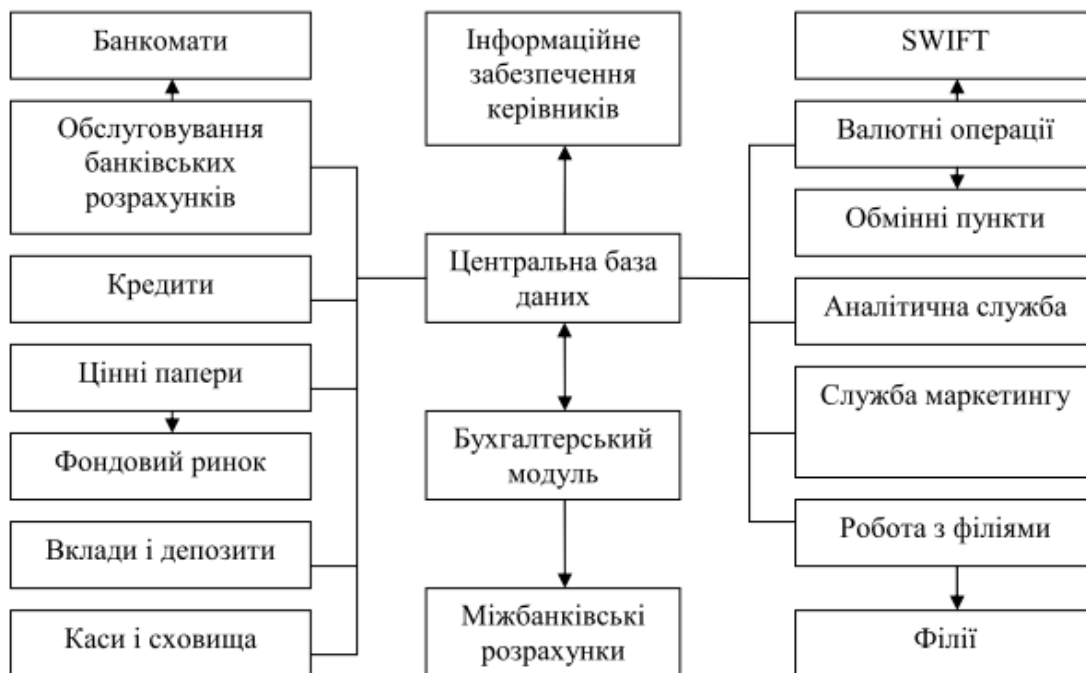 Банкомати
Обслуговування
банківських
розрахунків
Кредити
Цінні папери
Фондовий ринок
Вклади і депозити
Каси і сховища
Інформаційне
забезпечення
керівників
Центральна база
даних
Бухгалтерський
модуль
Міжбанківські
розрахунки
SWIFT
Валютні операції
Обмінні пункти
Аналітична служба
Служба маркетингу
Робота з філіями
Філії